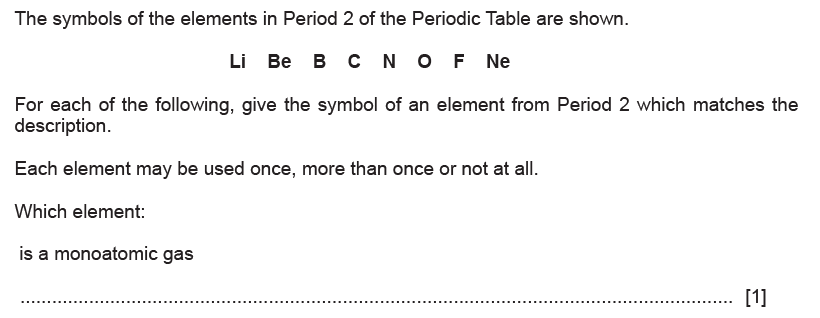 The symbols of the elements in Period 2 of the Periodic Table are shown.
Li Be B C N O F Ne
For each of the following, give the symbol of an element from Period 2 which matches the
description.
Each element may be used once, more than once or not at all.
Which element:
is a monoatomic gas
.......................................................................................................................................... [1]